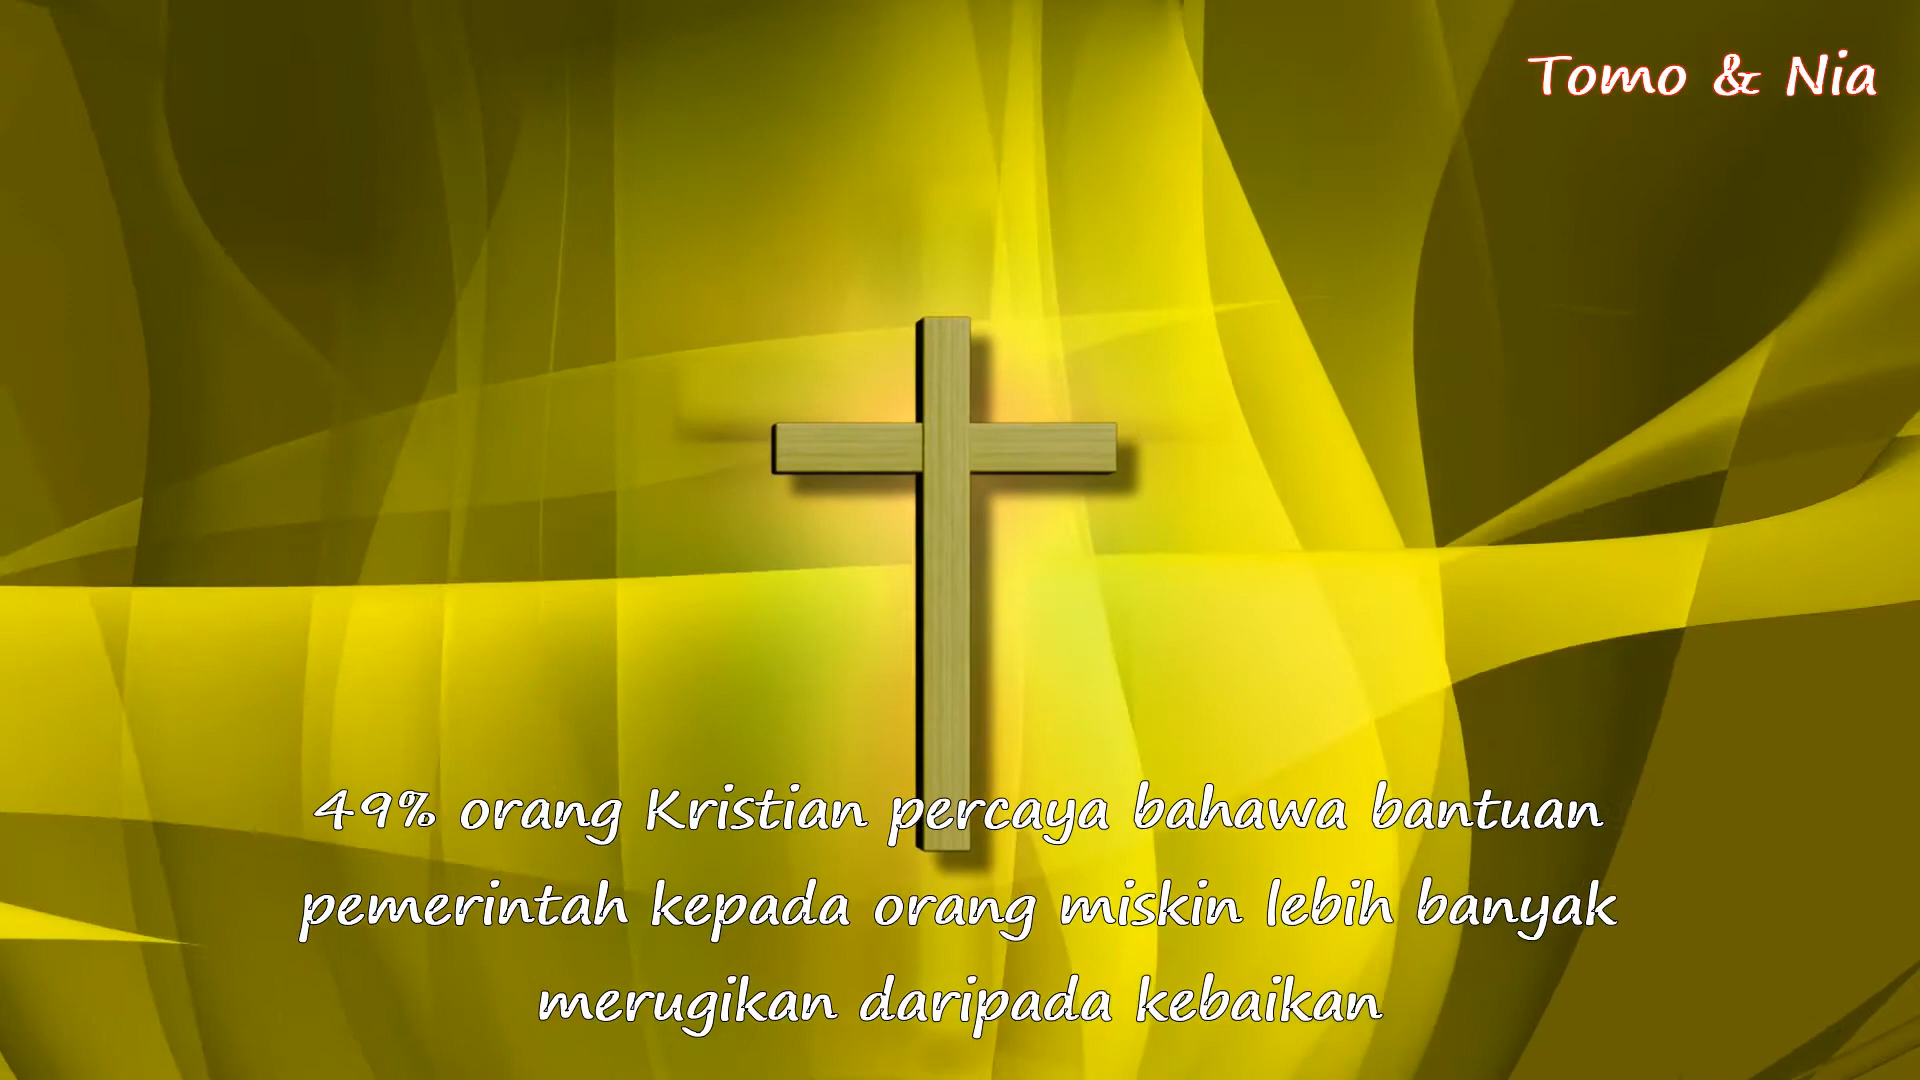 Tomo & Nia
49% orang Kristian percaya bahawa bantuan
pemerintah kepada orang miskin lebih banyak
merugikan daripada kebaikan